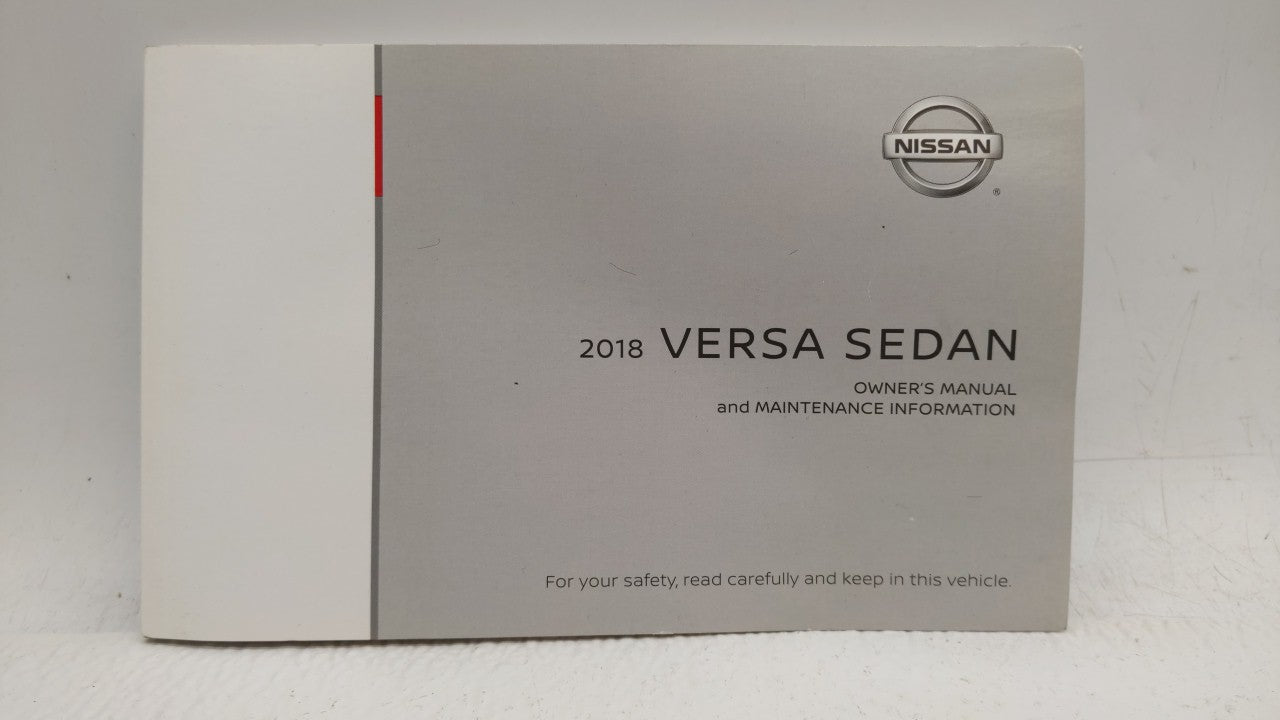 NISSAN
®
2018 VERSA SEDAN
OWNER'S MANUAL
and MAINTENANCE INFORMATION
For your safety, read carefully and keep in this vehicle.